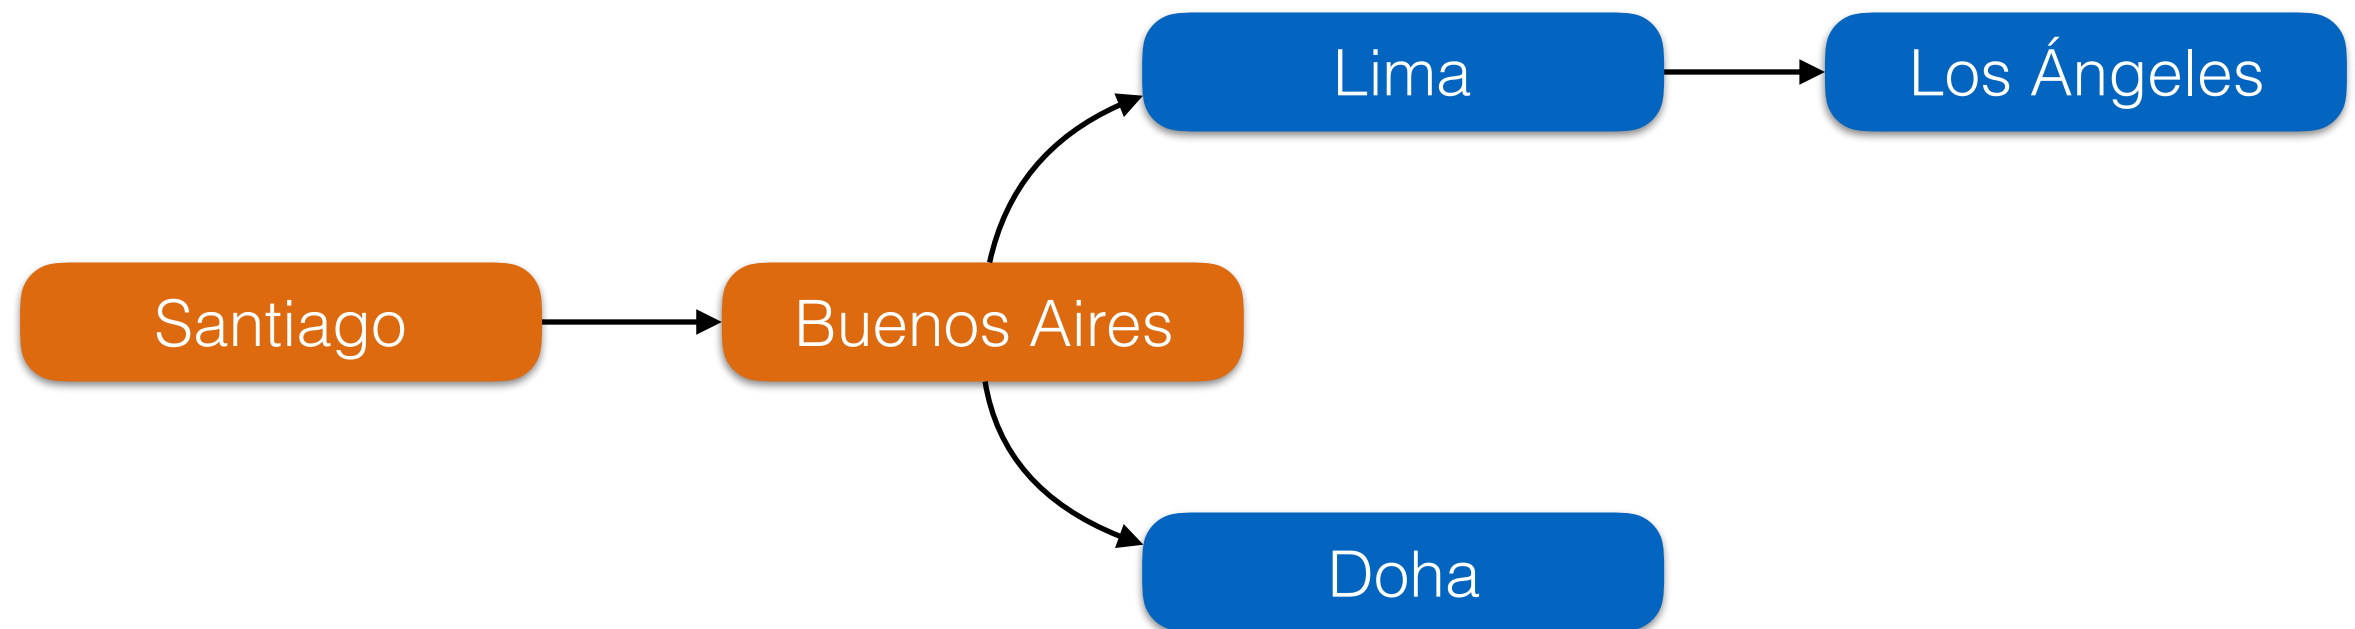 Lima
Los Ángeles
Santiago
Buenos Aires
Doha